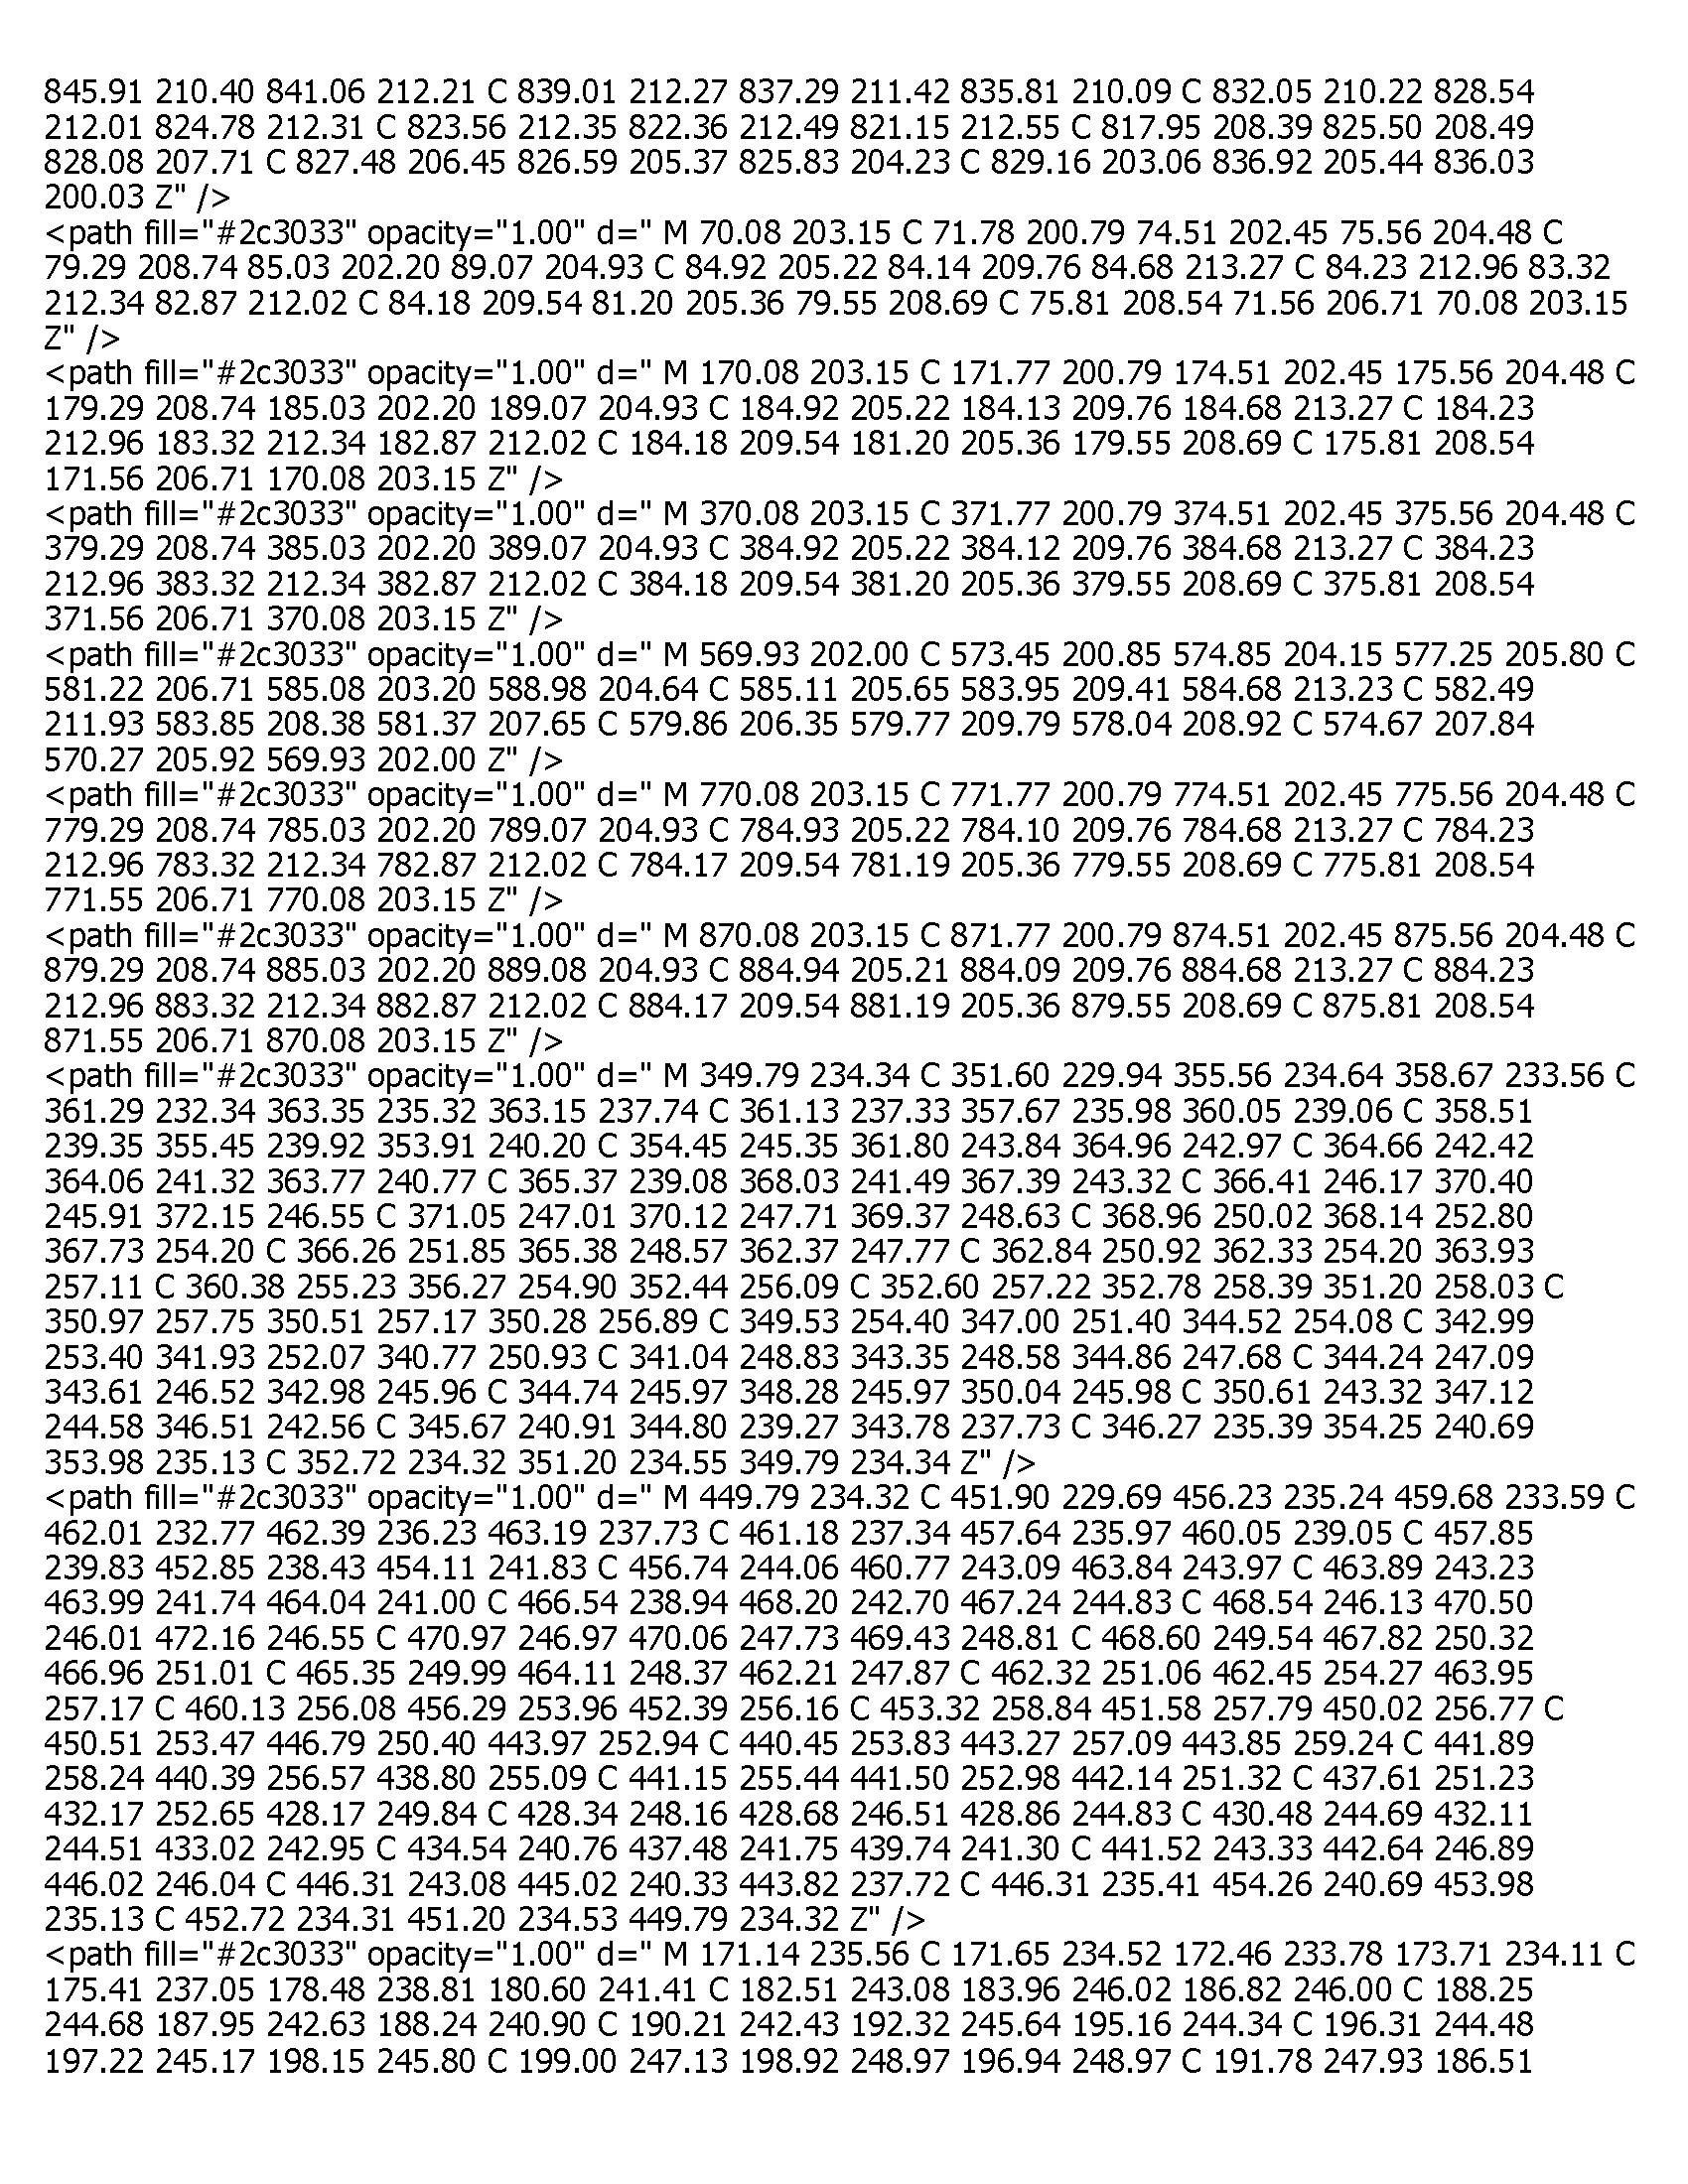 845.91 210.40 841.06 212.21 C 839.01 212.27 837.29 211.42 835.81 210.09 C 832.05 210.22 828.54
212.01 824.78 212.31 C 823.56 212.35 822.36 212.49 821.15 212.55 C 817.95 208.39 825.50 208.49
828.08 207.71 C 827.48 206.45 826.59 205.37 825.83 204.23 C 829.16 203.06 836.92 205.44 836.03
200.03 Z" />
<path fill="#2c3033" opacity="1.00" d=" M 70.08 203.15 C 71.78 200.79 74.51 202.45 75.56 204.48 C
79.29 208.74 85.03 202.20 89.07 204.93 C 84.92 205.22 84.14 209.76 84.68 213.27 C 84.23 212.96 83.32
212.34 82.87 212.02 C 84.18 209.54 81.20 205.36 79.55 208.69 C 75.81 208.54 71.56 206.71 70.08 203.15
Z" />
<path fill="#2c3033" opacity="1.00" d=" M 170.08 203.15 C 171.77 200.79 174.51 202.45 175.56 204.48 C
179.29 208.74 185.03 202.20 189.07 204.93 C 184.92 205.22 184.13 209.76 184.68 213.27 C 184.23
212.96 183.32 212.34 182.87 212.02 C 184.18 209.54 181.20 205.36 179.55 208.69 C 175.81 208.54
171.56 206.71 170.08 203.15 Z" />
<path fill="#2c3033" opacity="1.00" d=" M 370.08 203.15 C 371.77 200.79 374.51 202.45 375.56 204.48 C
379.29 208.74 385.03 202.20 389.07 204.93 C 384.92 205.22 384.12 209.76 384.68 213.27 C 384.23
212.96 383.32 212.34 382.87 212.02 C 384.18 209.54 381.20 205.36 379.55 208.69 C 375.81 208.54
371.56 206.71 370.08 203.15 Z" />
<path fill="#2c3033" opacity="1.00" d=" M 569.93 202.00 C 573.45 200.85 574.85 204.15 577.25 205.80 C
581.22 206.71 585.08 203.20 588.98 204.64 C 585.11 205.65 583.95 209.41 584.68 213.23 C 582.49
211.93 583.85 208.38 581.37 207.65 C 579.86 206.35 579.77 209.79 578.04 208.92 C 574.67 207.84
570.27 205.92 569.93 202.00 Z" />
<path fill="#2c3033" opacity="1.00" d=" M 770.08 203.15 C 771.77 200.79 774.51 202.45 775.56 204.48 C
779.29 208.74 785.03 202.20 789.07 204.93 C 784.93 205.22 784.10 209.76 784.68 213.27 C 784.23
212.96 783.32 212.34 782.87 212.02 C 784.17 209.54 781.19 205.36 779.55 208.69 C 775.81 208.54
771.55 206.71 770.08 203.15 Z" />
<path fill="#2c3033" opacity="1.00" d=" M 870.08 203.15 C 871.77 200.79 874.51 202.45 875.56 204.48 C
879.29 208.74 885.03 202.20 889.08 204.93 C 884.94 205.21 884.09 209.76 884.68 213.27 C 884.23
212.96 883.32 212.34 882.87 212.02 C 884.17 209.54 881.19 205.36 879.55 208.69 C 875.81 208.54
871.55 206.71 870.08 203.15 Z" />
<path fill="#2c3033" opacity="1.00" d=" M 349.79 234.34 C 351.60 229.94 355.56 234.64 358.67 233.56 C
361.29 232.34 363.35 235.32 363.15 237.74 C 361.13 237.33 357.67 235.98 360.05 239.06 C 358.51
239.35 355.45 239.92 353.91 240.20 C 354.45 245.35 361.80 243.84 364.96 242.97 C 364.66 242.42
364.06 241.32 363.77 240.77 C 365.37 239.08 368.03 241.49 367.39 243.32 C 366.41 246.17 370.40
245.91 372.15 246.55 C 371.05 247.01 370.12 247.71 369.37 248.63 C 368.96 250.02 368.14 252.80
367.73 254.20 C 366.26 251.85 365.38 248.57 362.37 247.77 C 362.84 250.92 362.33 254.20 363.93
257.11 C 360.38 255.23 356.27 254.90 352.44 256.09 C 352.60 257.22 352.78 258.39 351.20 258.03 C
350.97 257.75 350.51 257.17 350.28 256.89 C 349.53 254.40 347.00 251.40 344.52 254.08 C 342.99
253.40 341.93 252.07 340.77 250.93 C 341.04 248.83 343.35 248.58 344.86 247.68 C 344.24 247.09
343.61 246.52 342.98 245.96 C 344.74 245.97 348.28 245.97 350.04 245.98 C 350.61 243.32 347.12
244.58 346.51 242.56 C 345.67 240.91 344.80 239.27 343.78 237.73 C 346.27 235.39 354.25 240.69
353.98 235.13 C 352.72 234.32 351.20 234.55 349.79 234.34 Z" />
<path fill="#2c3033" opacity="1.00" d=" M 449.79 234.32 C 451.90 229.69 456.23 235.24 459.68 233.59 C
462.01 232.77 462.39 236.23 463.19 237.73 C 461.18 237.34 457.64 235.97 460.05 239.05 C 457.85
239.83 452.85 238.43 454.11 241.83 C 456.74 244.06 460.77 243.09 463.84 243.97 C 463.89 243.23
463.99 241.74 464.04 241.00 C 466.54 238.94 468.20 242.70 467.24 244.83 C 468.54 246.13 470.50
246.01 472.16 246.55 C 470.97 246.97 470.06 247.73 469.43 248.81 C 468.60 249.54 467.82 250.32
466.96 251.01 C 465.35 249.99 464.11 248.37 462.21 247.87 C 462.32 251.06 462.45 254.27 463.95
257.17 C 460.13 256.08 456.29 253.96 452.39 256.16 C 453.32 258.84 451.58 257.79 450.02 256.77 C
450.51 253.47 446.79 250.40 443.97 252.94 C 440.45 253.83 443.27 257.09 443.85 259.24 C 441.89
258.24 440.39 256.57 438.80 255.09 C 441.15 255.44 441.50 252.98 442.14 251.32 C 437.61 251.23
432.17 252.65 428.17 249.84 C 428.34 248.16 428.68 246.51 428.86 244.83 C 430.48 244.69 432.11
244.51 433.02 242.95 C 434.54 240.76 437.48 241.75 439.74 241.30 C 441.52 243.33 442.64 246.89
446.02 246.04 C 446.31 243.08 445.02 240.33 443.82 237.72 C 446.31 235.41 454.26 240.69 453.98
235.13 C 452.72 234.31 451.20 234.53 449.79 234.32 Z" />
<path fill="#2c3033" opacity="1.00" d=" M 171.14 235.56 C 171.65 234.52 172.46 233.78 173.71 234.11 C
175.41 237.05 178.48 238.81 180.60 241.41 C 182.51 243.08 183.96 246.02 186.82 246.00 C 188.25
244.68 187.95 242.63 188.24 240.90 C 190.21 242.43 192.32 245.64 195.16 244.34 C 196.31 244.48
197.22 245.17 198.15 245.80 C 199.00 247.13 198.92 248.97 196.94 248.97 C 191.78 247.93 186.51